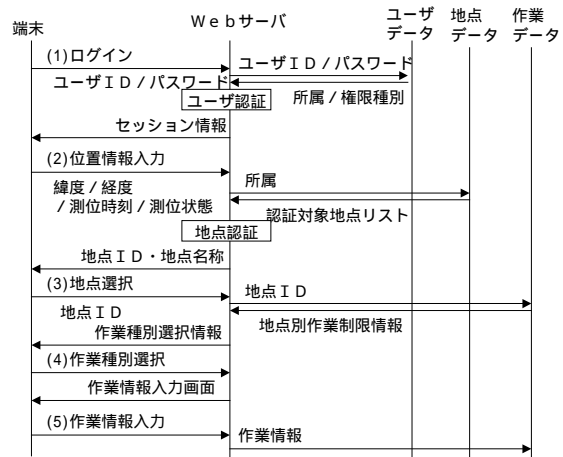 端末
Ｗｅｂサーバ
ユーザ
データ
地点
データ
作業
データ
(1)ログイン
ユーザＩＤ/パスワード
ユーザＩＤ/パスワード
所属/権限種別
ユーザ認証
セッション情報
(2)位置情報入力
所属
緯度/経度
/測位時刻/測位状態
認証対象地点リスト
地点認証
地点ＩＤ・地点名称
(3)地点選択
地点ＩＤ
地点ＩＤ
地点別作業制限情報
作業種別選択情報
(4)作業種別選択
作業情報入力画面
(5)作業情報入力
作業情報